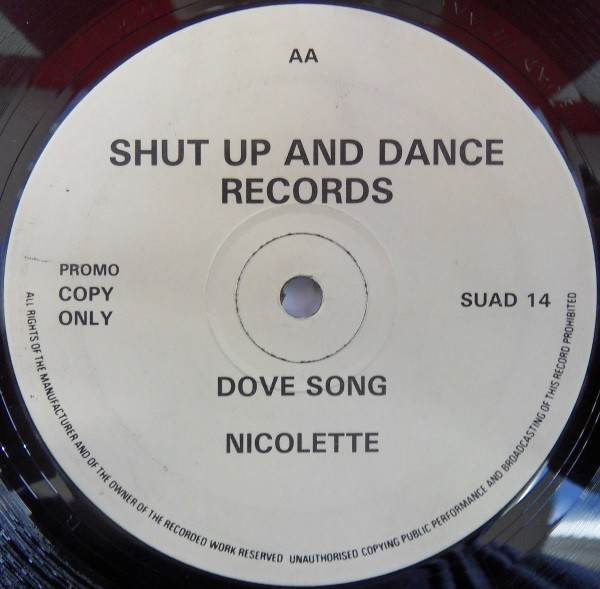 AA
SHUT UP AND DANCE
RECORDS
PROMO
COPY
ONLY
SUAD 14
DOVE SONG
NICOLETTE
ALL RIGHTS OF THE MANUFACTURER AND OF THE OWNER OF THE RECORDED WORK RESERVED UNAUTHORISED COPYING PUBLIC PERFORMANCE AND BROADCASTING OF THIS RECORD PROHIBITED